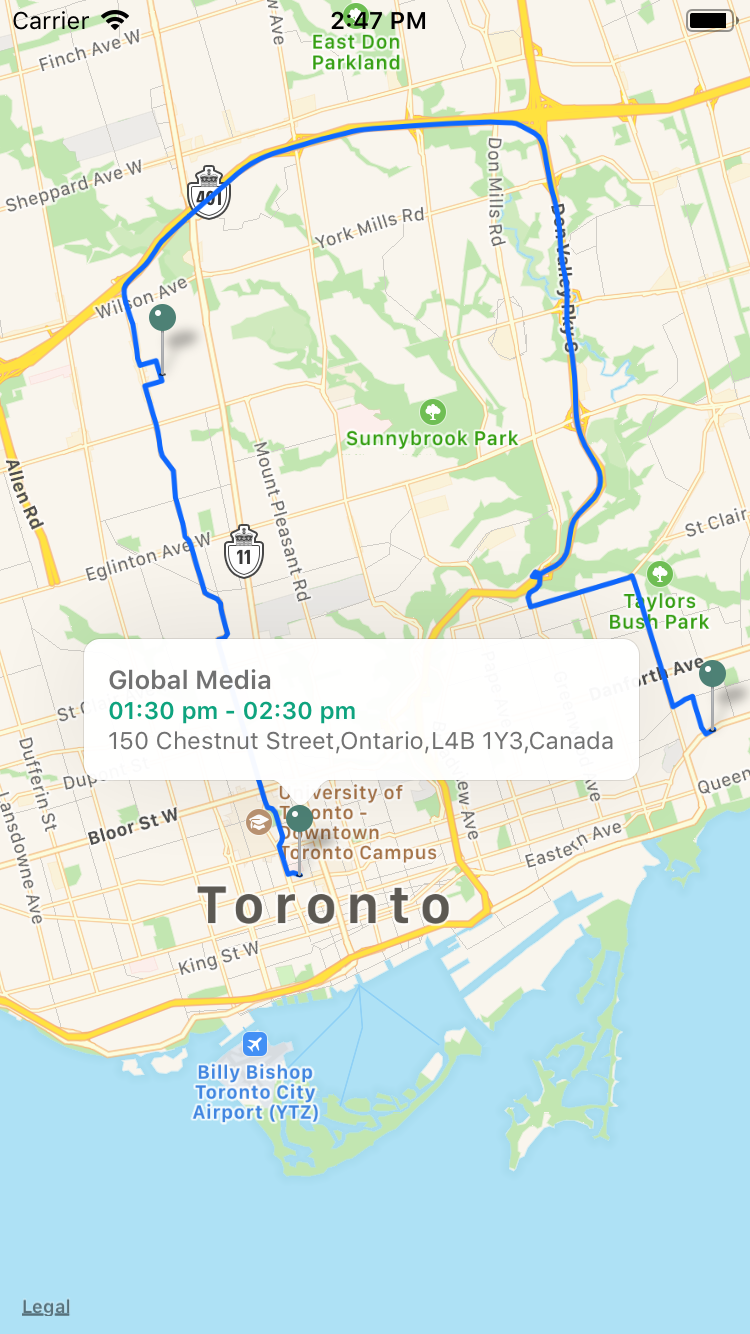 Carrier
2:47 PM
Finch Ave W
East Don
Parkland
Sheppard Ave W
401
Don Mills Rd
York Mills Rd
Don Valley Pky S
Wilson Ave
Sunnybrook Park
Allen Rd
Mount Pleasant Rd
St Clair
Eglinton Ave W
11
Taylors
Bush Park
Danforth Ave
Global Media
01:30 pm - 02:30 pm
150 Chestnut Street,Ontario,L4B 1Y3,Canada
St Cl
Dufferin St
Dupont St
Queen
Lansdowne Ave
Bloor St W
University of
Toronto -
Downtown
Toronto Campus
Eastern Ave
Toronto
King St W
Billy Bishop
Toronto City
Airport (YTZ)
Legal